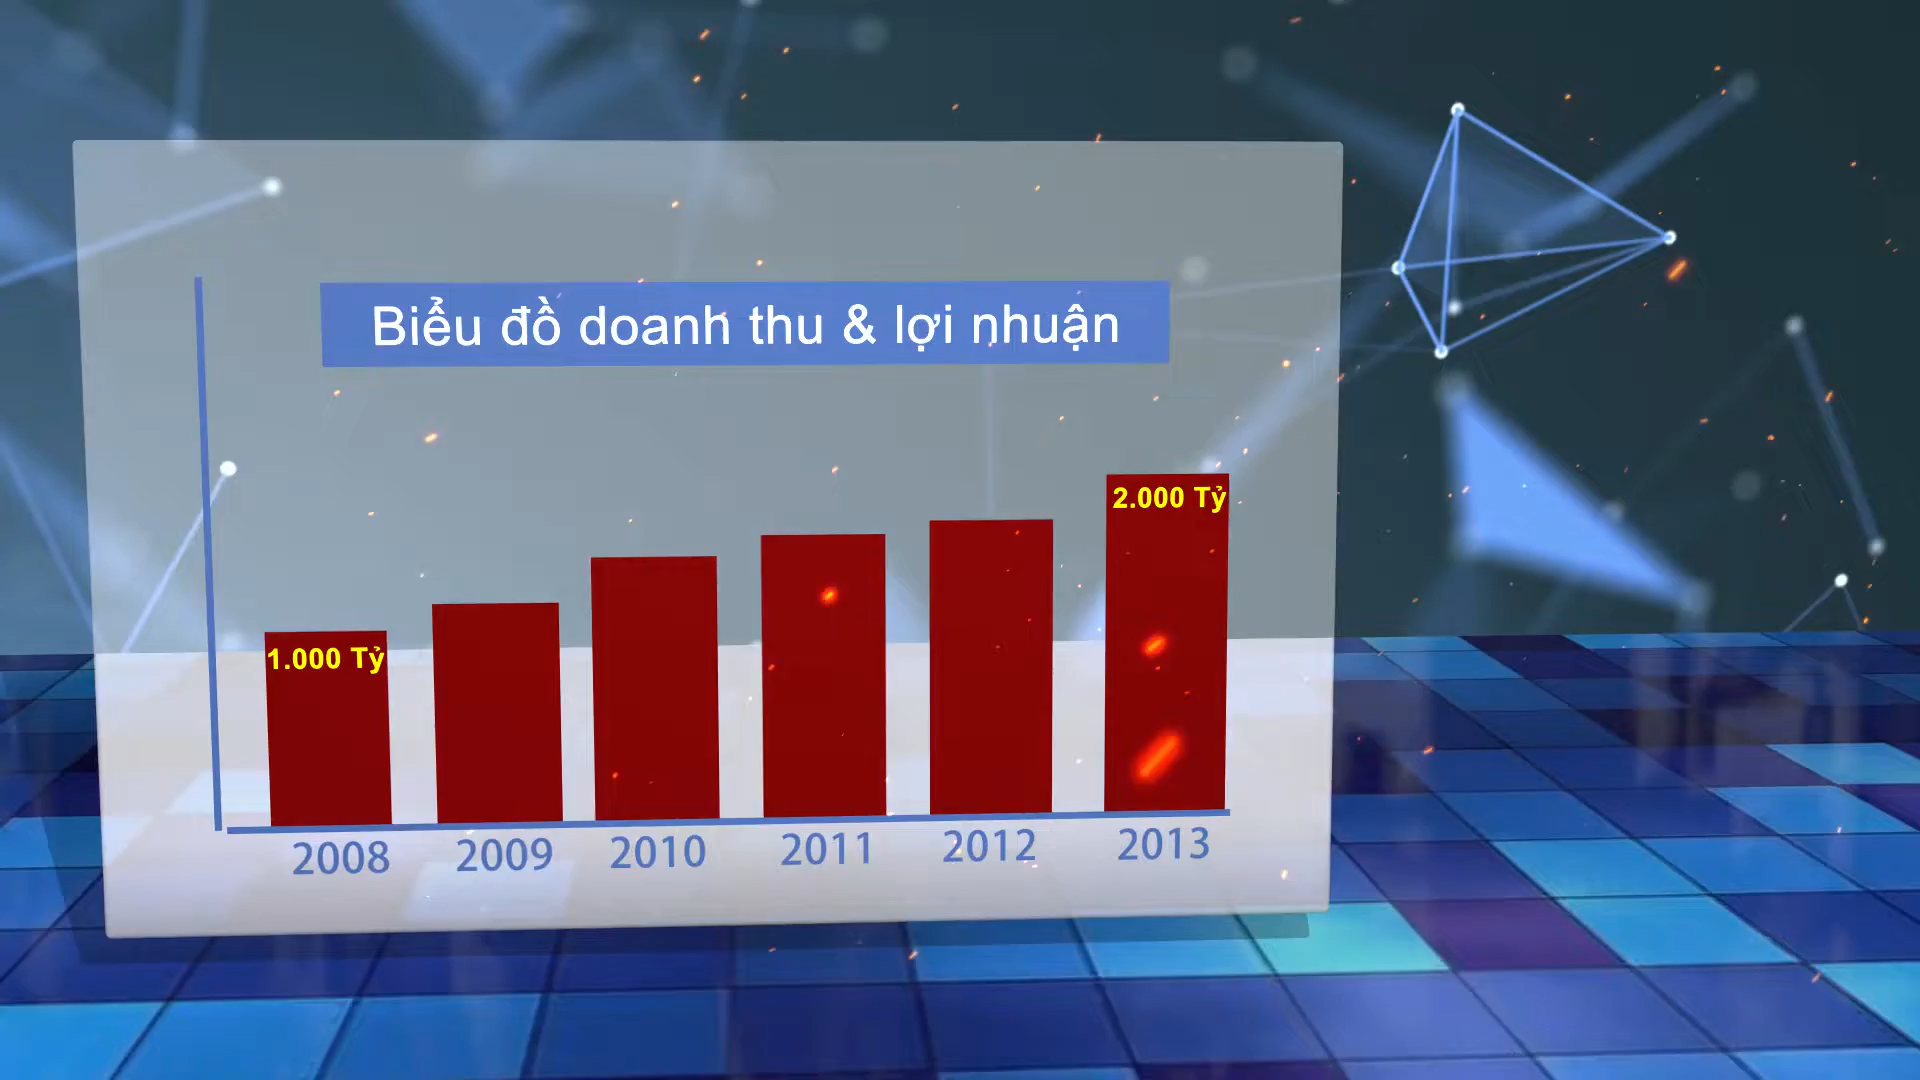 Biểu đồ doanh thu & lợi nhuận
2.000 Tỷ
1.000 Tỷ
2008 2009 2010 2011 2012 2013